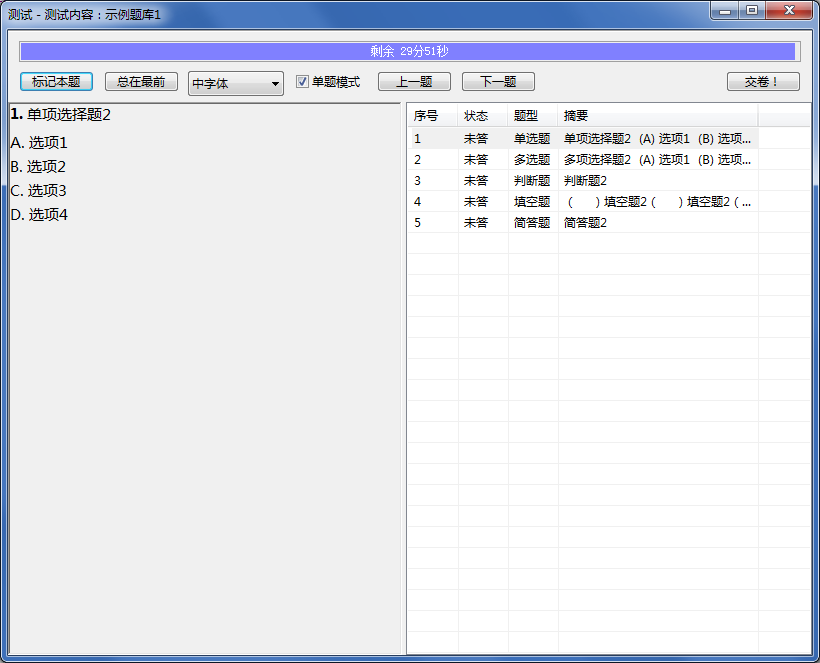 测试 - 测试内容：示例题库1
剩余 29分51秒
标记本题 总在最前 中字体 单题模式 上一题 下一题 交卷！
1. 单项选择题2
A. 选项1
B. 选项2
C. 选项3
D. 选项4
序号 状态 题型 摘要
1 未答 单选题 单项选择题2 (A) 选项1 (B) 选项...
2 未答 多选题 多项选择题2 (A) 选项1 (B) 选项...
3 未答 判断题 判断题2
4 未答 填空题 （　　）填空题2（　　）填空题2（...
5 未答 简答题 简答题2